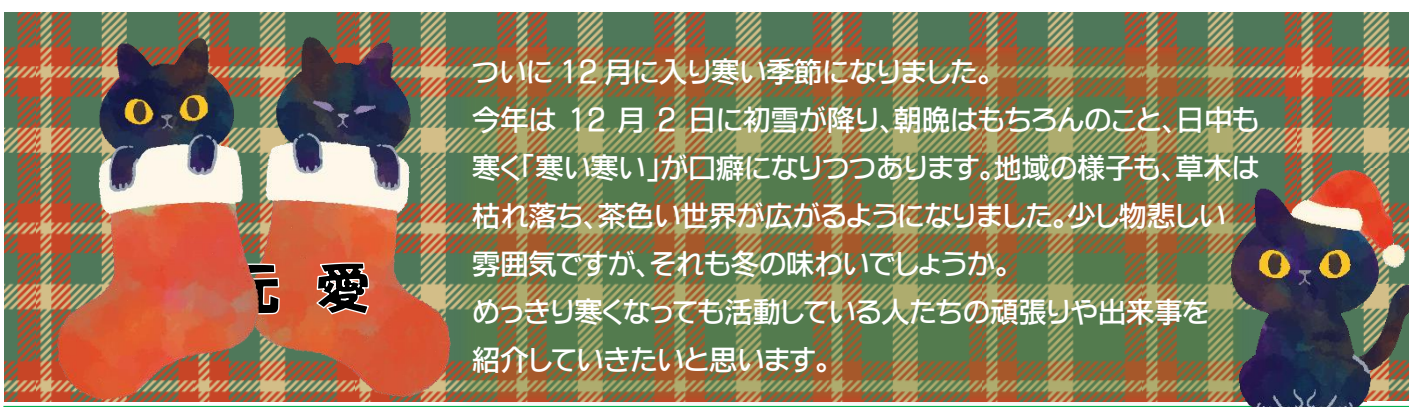 ついに12月に入り寒い季節になりました。
今年は 12 月 2 日に初雪が降り、朝晩はもちろんのこと、日中も
寒く「寒い寒い」が口癖になりつつあります。地域の様子も、草木は
枯れ落ち、茶色い世界が広がるようになりました。少し物悲しい
雰囲気ですが、それも冬の味わいでしょうか。
めっきり寒くなっても活動している人たちの頑張りや出来事を
紹介していきたいと思います。
愛